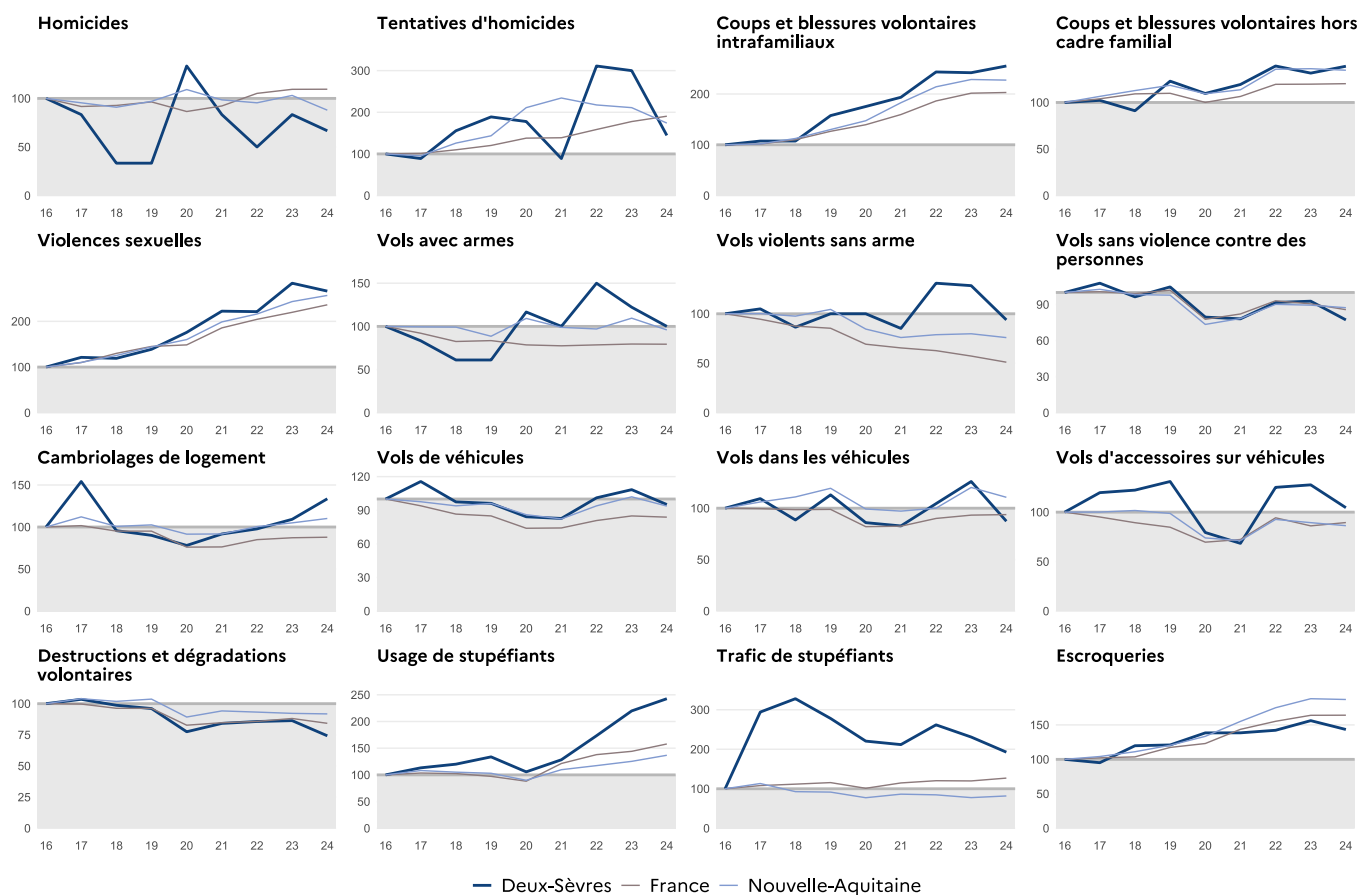 Homicides
100
50
0
16 17 18 19 20 21 22 23 24
Tentatives d'homicides
300
200
100
0
16 17 18 19 20 21 22 23 24
Coups et blessures volontaires
intrafamiliaux
200
100
0
16 17 18 19 20 21 22 23 24
Coups et blessures volontaires hors
cadre familial
100
50
0
16 17 18 19 20 21 22 23 24
Violences sexuelles
200
100
0
16 17 18 19 20 21 22 23 24
Vols avec armes
150
100
50
0
16 17 18 19 20 21 22 23 24
Vols violents sans arme
100
50
0
16 17 18 19 20 21 22 23 24
Vols sans violence contre des
personnes
90
60
30
0
16 17 18 19 20 21 22 23 24
Cambriolages de logement
150
100
50
0
16 17 18 19 20 21 22 23 24
Vols de véhicules
120
90
60
30
0
16 17 18 19 20 21 22 23 24
Vols dans les véhicules
100
50
0
16 17 18 19 20 21 22 23 24
Vols d'accessoires sur véhicules
100
50
0
16 17 18 19 20 21 22 23 24
Destructions et dégradations
volontaires
100
75
50
25
0
16 17 18 19 20 21 22 23 24
Usage de stupéfiants
250
200
150
100
50
0
16 17 18 19 20 21 22 23 24
Trafic de stupéfiants
300
200
100
0
16 17 18 19 20 21 22 23 24
Escroqueries
150
100
50
0
16 17 18 19 20 21 22 23 24
Deux-Sèvres France Nouvelle-Aquitaine